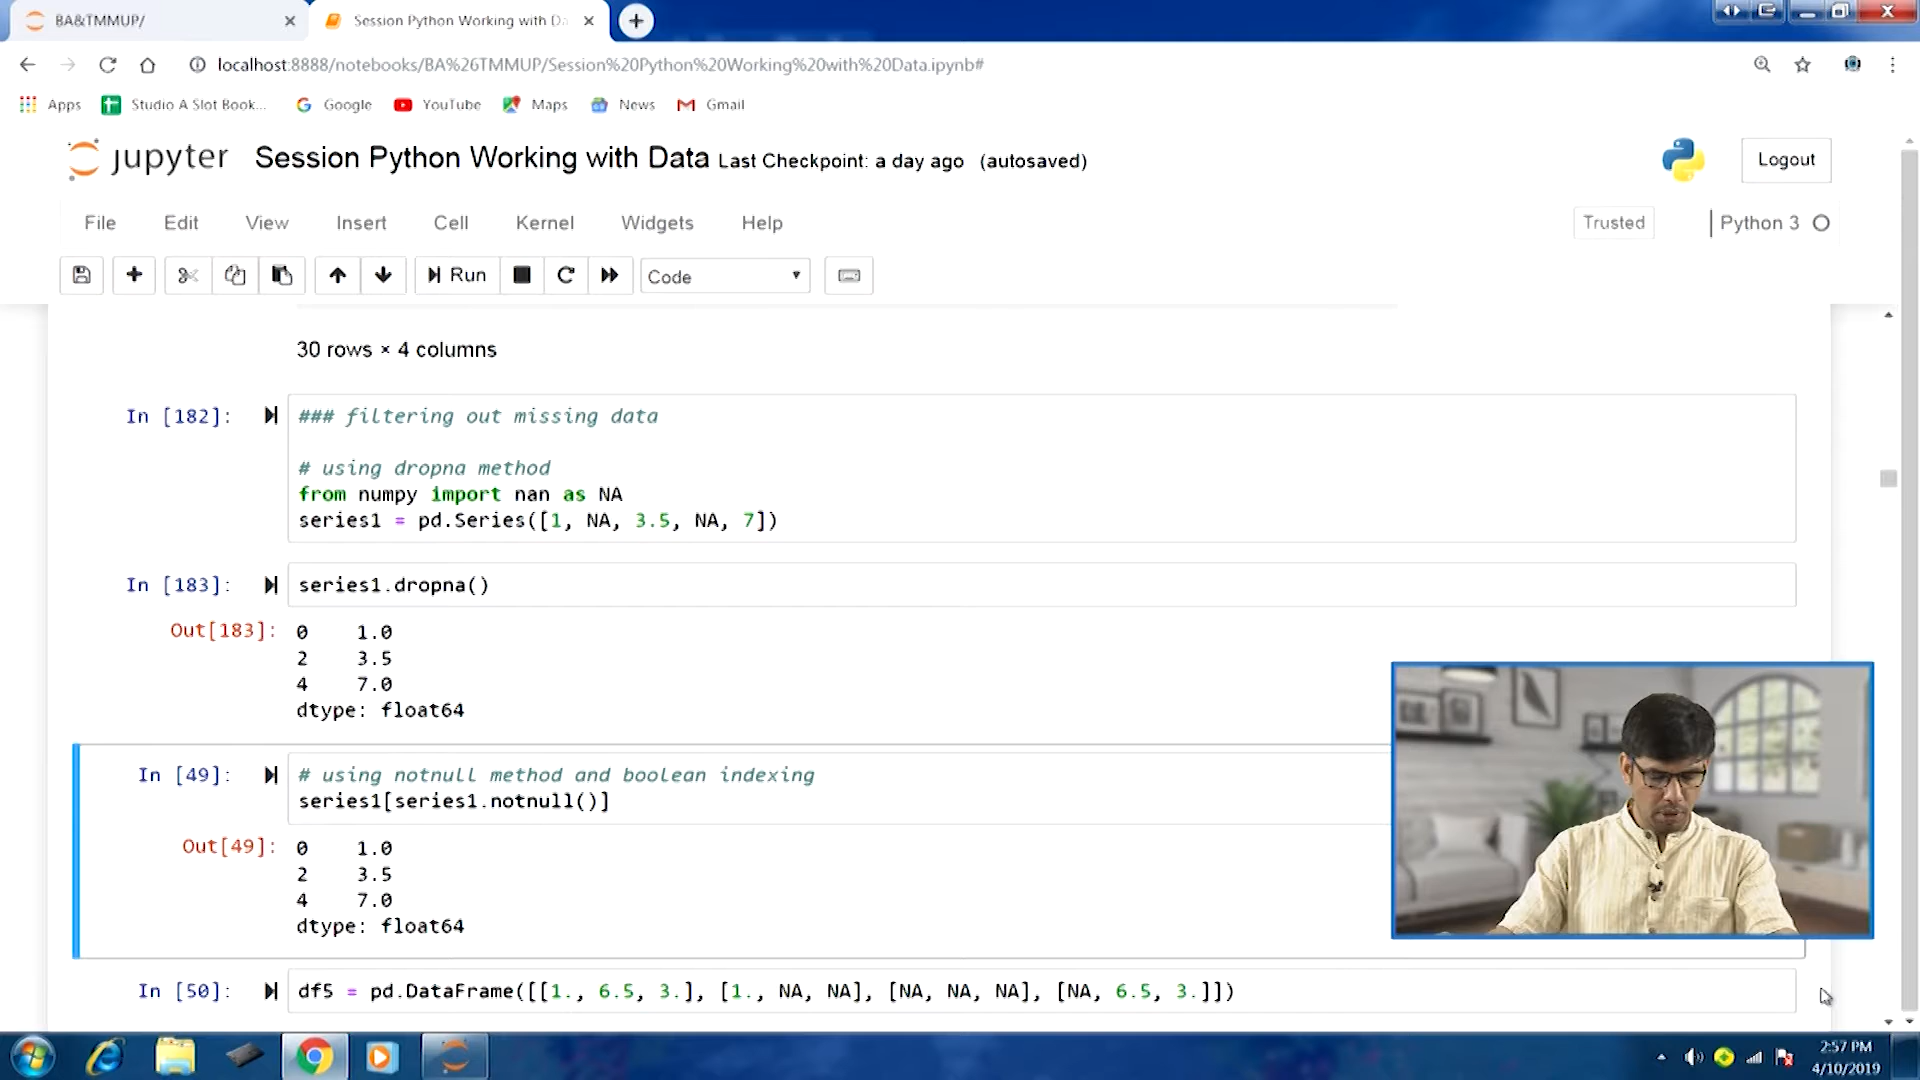 BA&TMMUP/
Session Python Working with Da
localhost:8888/notebooks/BA%26TMMUP/Session%20Python%20Working%20with%20Data.ipynb#
Apps
Studio A Slot Book...
Google
YouTube
Maps
News
Gmail
jupyter Session Python Working with Data Last Checkpoint: a day ago (autosaved)
Logout
File Edit View Insert Cell Kernel Widgets Help
Trusted
Python 3
Run
Code
30 rows × 4 columns
In [182]:
### filtering out missing data
# using dropna method
from numpy import nan as NA
series1 = pd.Series([1, NA, 3.5, NA, 7])
In [183]:
series1.dropna()
Out[183]:
0 1.0
2 3.5
4 7.0
dtype: float64
In [49]:
# using notnull method and boolean indexing
series1[series1.notnull()]
Out[49]:
0 1.0
2 3.5
4 7.0
dtype: float64
In [50]:
df5 = pd.DataFrame([[1., 6.5, 3.], [1., NA, NA], [NA, NA, NA], [NA, 6.5, 3.]])
2:57 PM
4/10/2019